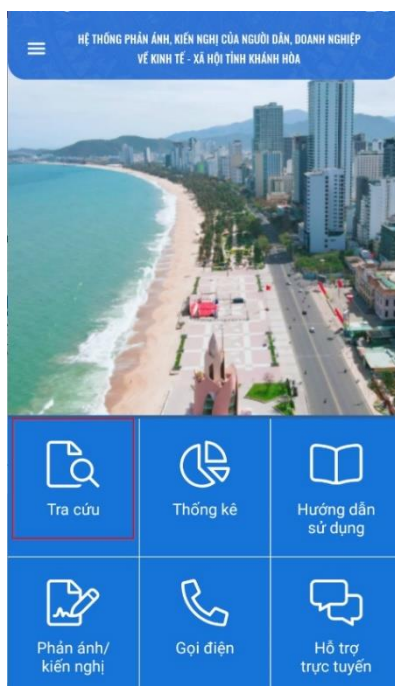 HỆ THỐNG PHẢN ÁNH, KIẾN NGHỊ CỦA NGƯỜI DÂN, DOANH NGHIỆP
VỀ KINH TẾ - XÃ HỘI TỈNH KHÁNH HÒA
Tra cứu
Thống kê
Hướng dẫn
sử dụng
Phản ánh/
kiến nghị
Gọi điện
Hỗ trợ
trực tuyến